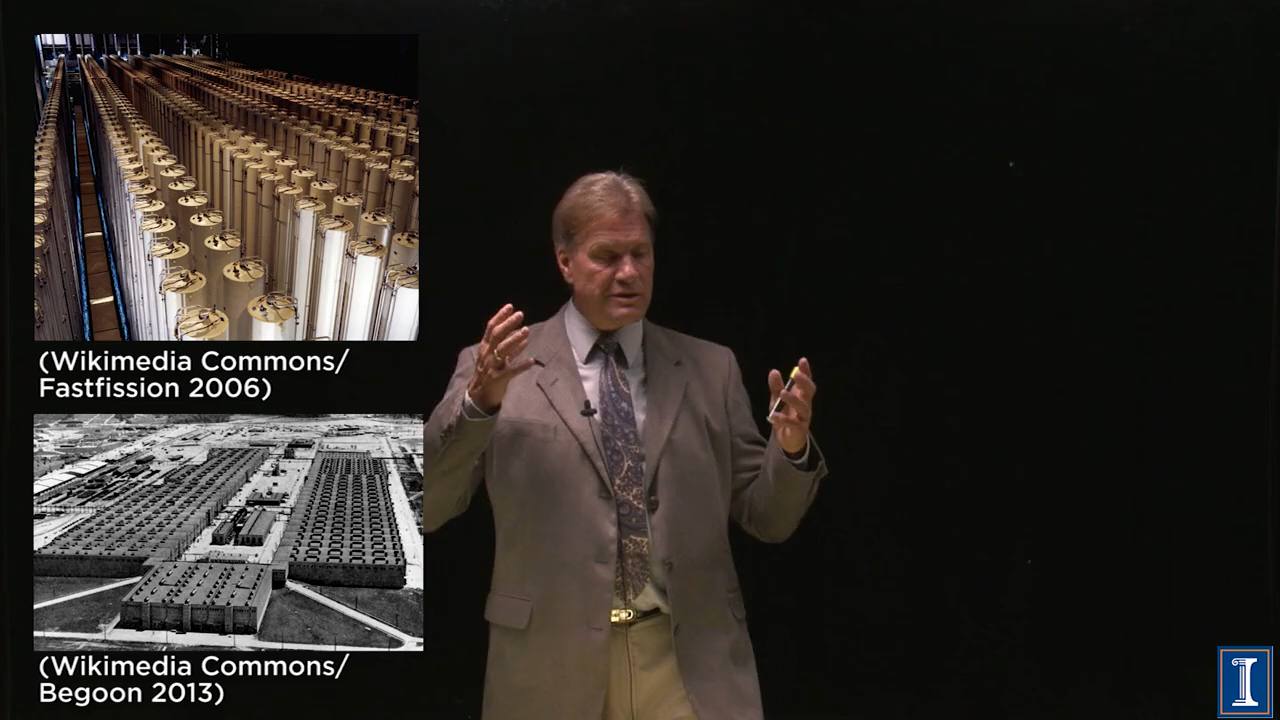 (Wikimedia Commons/
Fastfission 2006)
(Wikimedia Commons/
Begoon 2013)
I